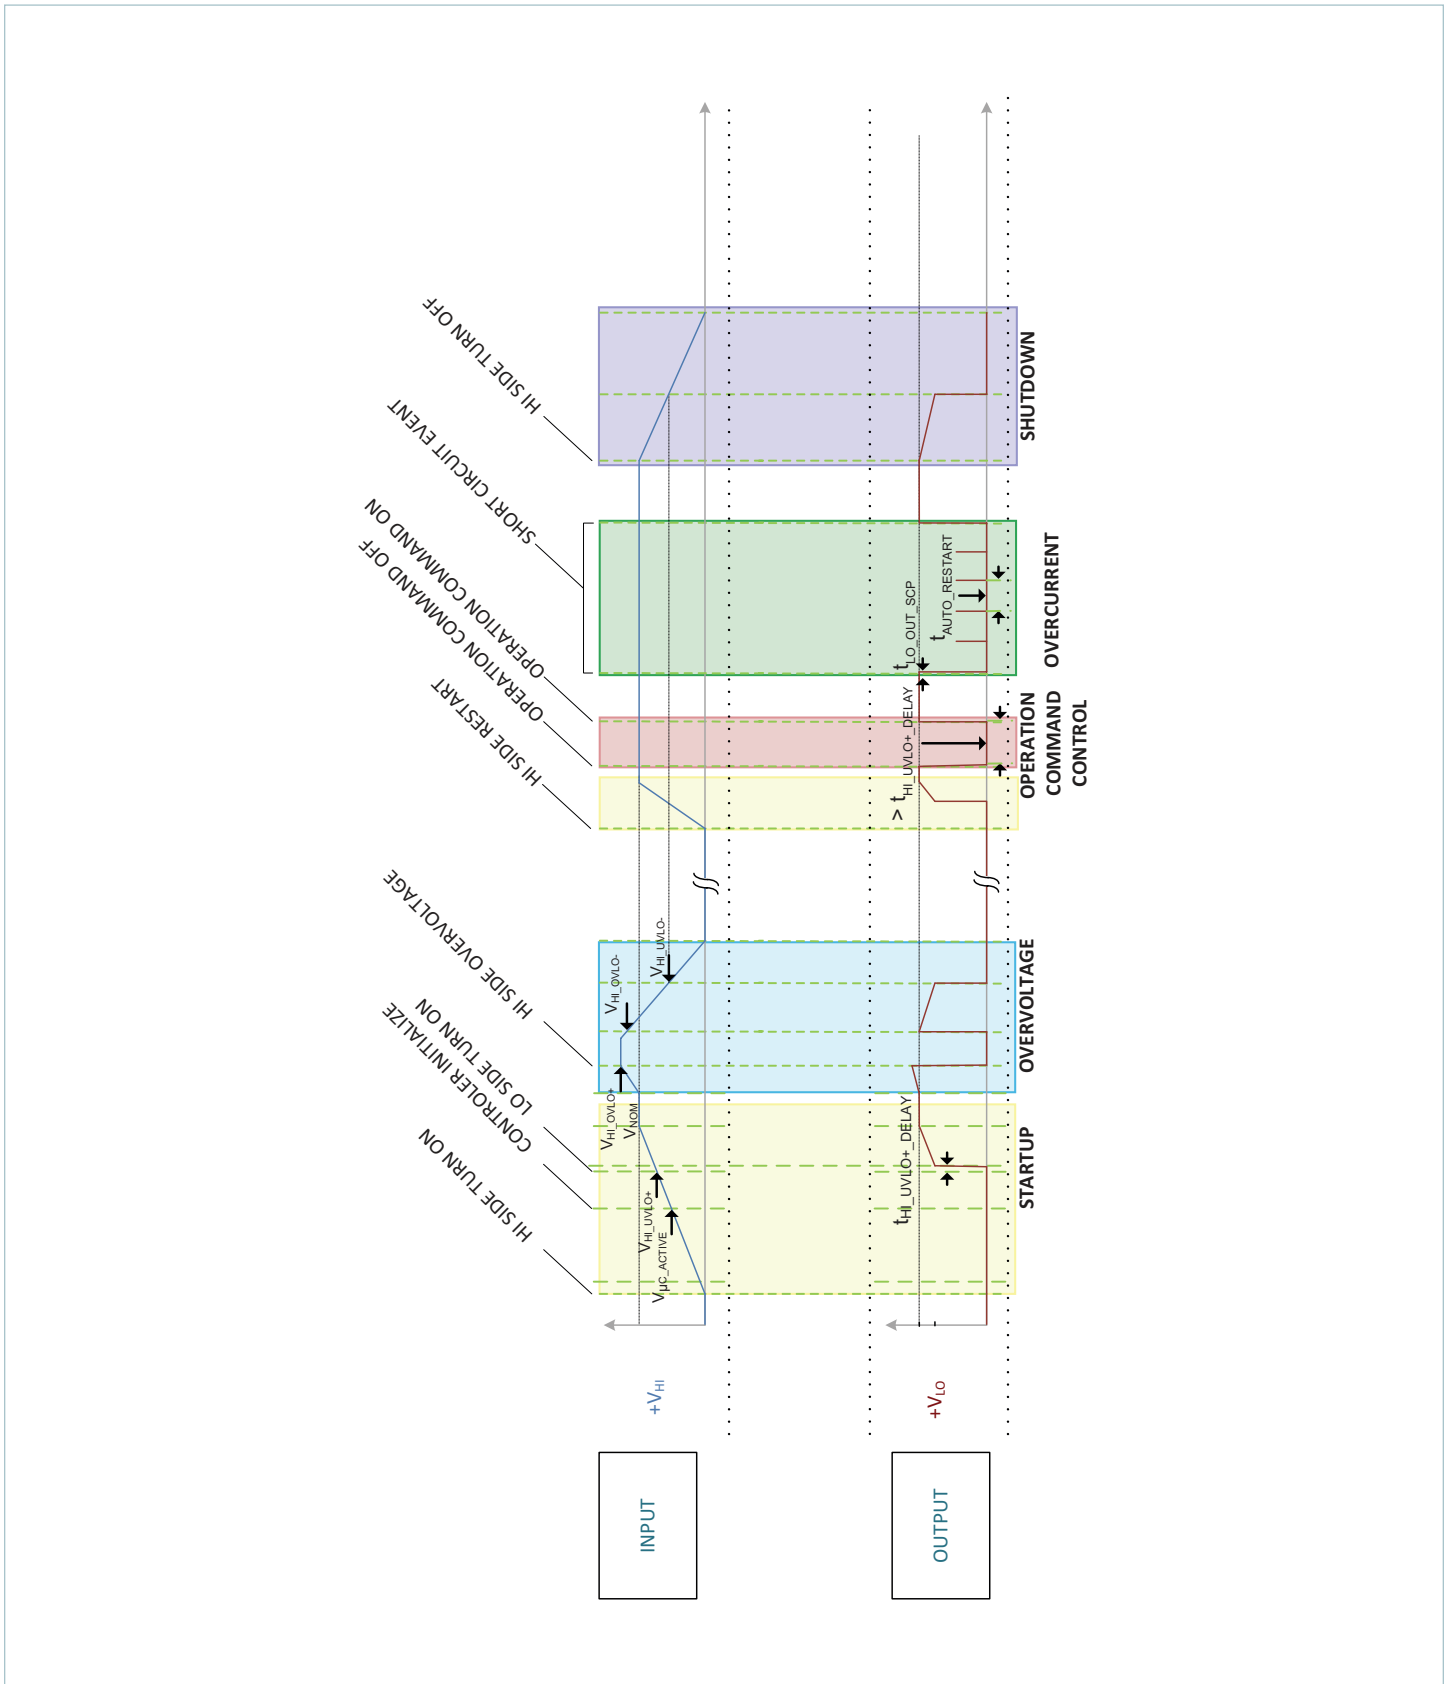 HI SIDE TURN ON
CONTROLLER INITIALIZE
LO SIDE TURN ON
HI SIDE OVERVOLTAGE
HI SIDE RESTART
OPERATION COMMAND OFF
OPERATION COMMAND ON
SHORT CIRCUIT EVENT
HI SIDE TURN OFF
INPUT
+VHI
VµC_ACTIVE
VHI_UVLO+
VNOM
VHI_OVLO+
VHI_OVLO-
VHI_UVLO-
OUTPUT
+VLO
tHI_UVLO+_DELAY
> tHI_UVLO+_DELAY
tLO_OUT_SCP
tAUTO_RESTART
STARTUP
OVERVOLTAGE
OPERATION
COMMAND
CONTROL
OVERCURRENT
SHUTDOWN